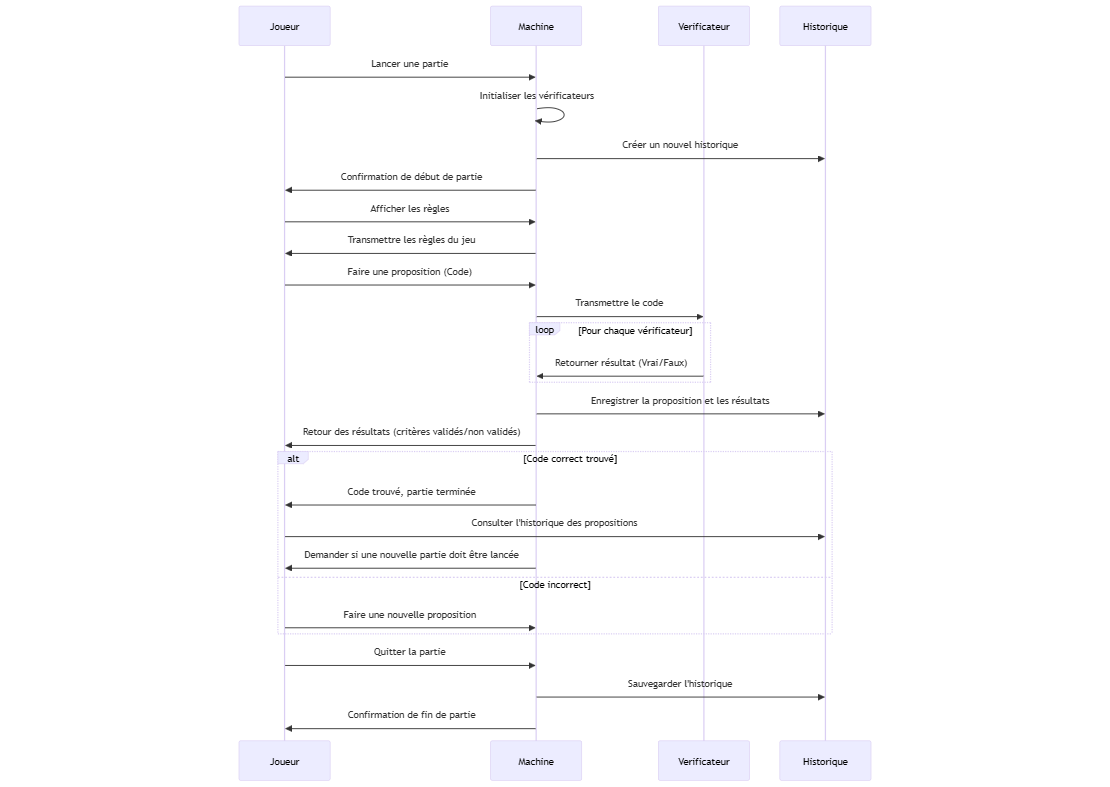 Joueur
Machine
Verificateur
Historique
Lancer une partie
Initialiser les vérificateurs
Créer un nouvel historique
Confirmation de début de partie
Afficher les règles
Transmettre les règles du jeu
Faire une proposition (Code)
Transmettre le code
loop
[Pour chaque vérificateur]
Retourner résultat (Vrai/Faux)
Enregistrer la proposition et les résultats
Retour des résultats (critères validés/non validés)
alt
[Code correct trouvé]
Code trouvé, partie terminée
Consulter l'historique des propositions
Demander si une nouvelle partie doit être lancée
[Code incorrect]
Faire une nouvelle proposition
Quitter la partie
Sauvegarder l'historique
Confirmation de fin de partie
Joueur
Machine
Verificateur
Historique